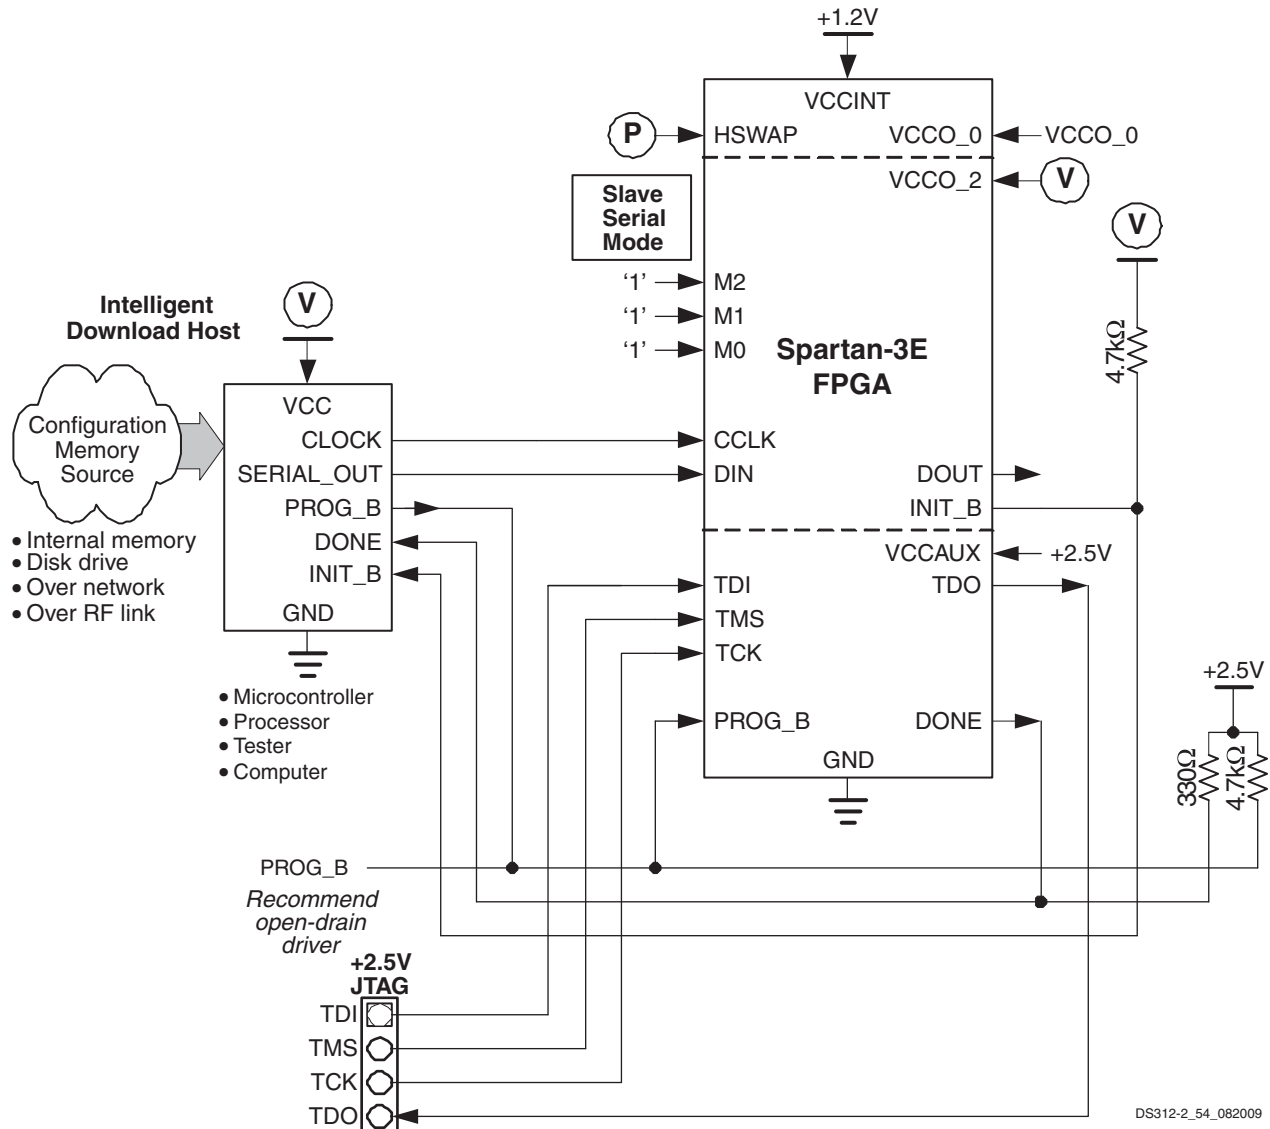 +1.2V
VCCINT
P
HSWAP
VCCO_0
VCCO_0
VCCO_2
V
Slave
Serial
Mode
V
'1'
M2
'1'
M1
'1'
M0
Spartan-3E
FPGA
4.7kΩ
Intelligent
Download Host
V
Configuration
Memory
Source
VCC
CLOCK
SERIAL_OUT
PROG_B
DONE
INIT_B
GND
CCLK
DIN
DOUT
INIT_B
• Internal memory
• Disk drive
• Over network
• Over RF link
VCCAUX
+2.5V
TDI
TDO
TMS
TCK
• Microcontroller
• Processor
• Tester
• Computer
PROG_B
DONE
GND
+2.5V
330Ω
4.7kΩ
PROG_B
Recommend
open-drain
driver
+2.5V
JTAG
TDI
TMS
TCK
TDO
DS312-2_54_082009